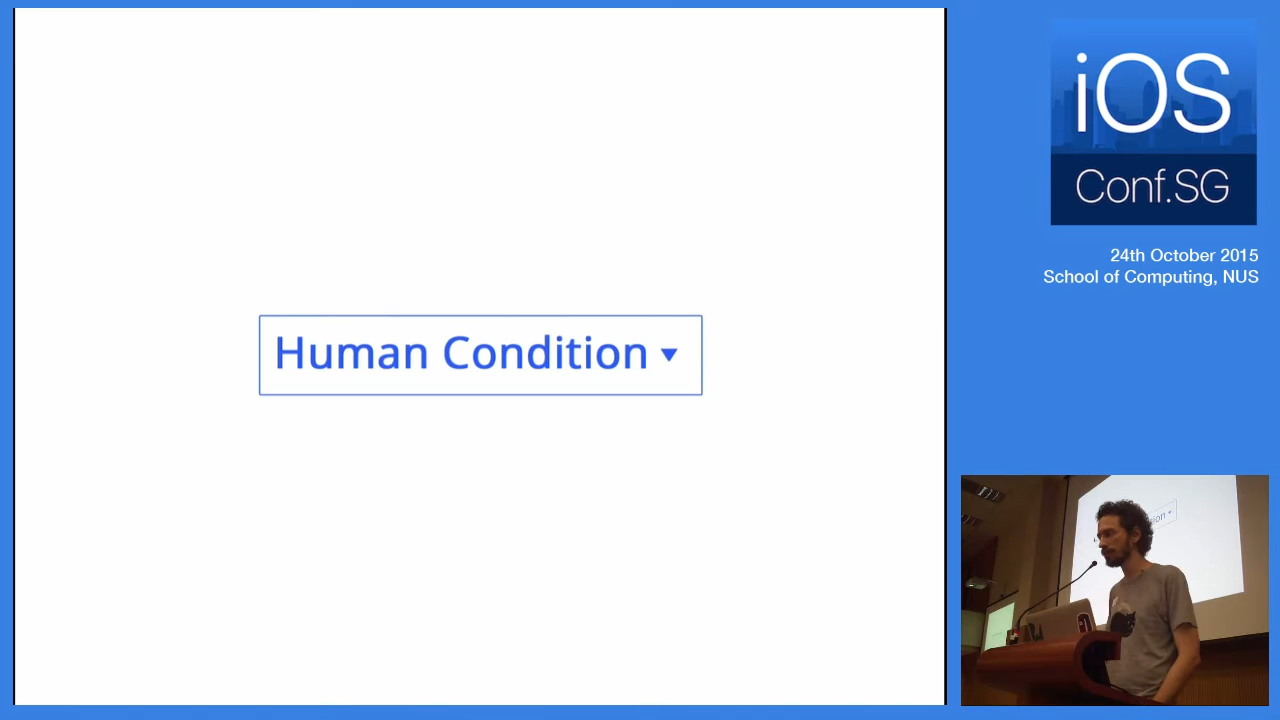 Human Condition ▾
iOS
Conf.SG
24th October 2015
School of Computing, NUS